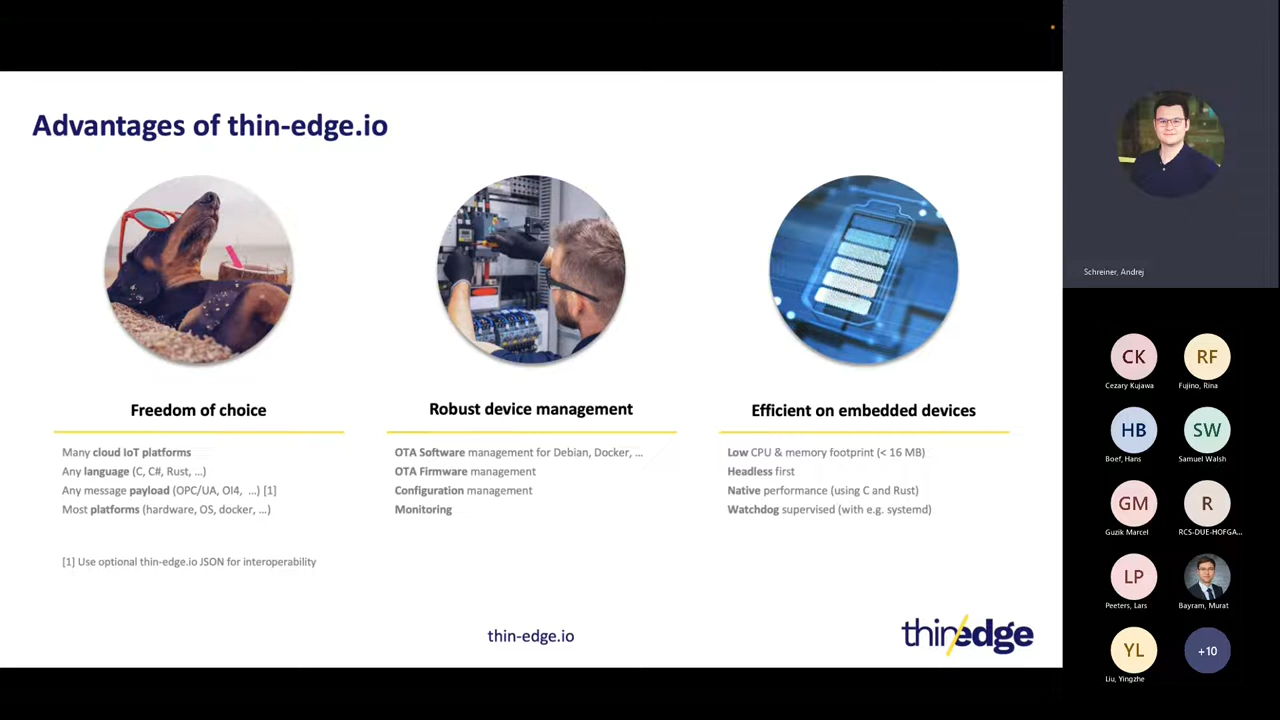 Advantages of thin-edge.io
Freedom of choice
Many cloud IoT platforms
Any language (C, C#, Rust, ...)
Any message payload (OPC/UA, OI4, ...) [1]
Most platforms (hardware, OS, docker, ...)
[1] Use optional thin-edge.io JSON for interoperability
Robust device management
OTA Software management for Debian, Docker, ...
OTA Firmware management
Configuration management
Monitoring
Efficient on embedded devices
Low CPU & memory footprint (< 16 MB)
Headless first
Native performance (using C and Rust)
Watchdog supervised (with e.g. systemd)
thin-edge.io
thin/edge
Schreiner, Andrej
CK
Cezary Kujawa
RF
Fujino, Rina
HB
Boef, Hans
SW
Samuel Walsh
GM
Guzik Marcel
R
RCS-DUE-HOFGA...
LP
Peeters, Lars
Bayram, Murat
YL
Liu, Yingzhe
+10